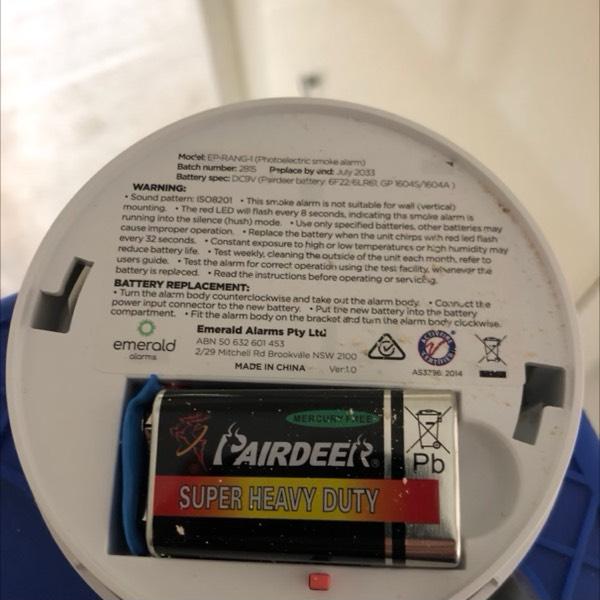 Model: EP-RANG-1 (Photoelectric smoke alarm)
Batch number: 2815 Replace by end: July 2033
Battery spec: DC9V (Pairdeer battery: 6F22;6LR61; GP 1604S/1604A )
WARNING:
• Sound pattern: ISO8201 • This smoke alarm is not suitable for wall (vertical)
mounting. • The red LED will flash every 8 seconds, indicating the smoke alarm is
running into the silence (hush) mode. • Use only specified batteries, other batteries may
cause improper operation. • Replace the battery when the unit chirps with red led flash
every 32 seconds. • Constant exposure to high or low temperatures or high humidity may
reduce battery life. • Test weekly, cleaning outside of the unit each month, refer to
users guide. • Test the alarm for correct operation using the test facility, whenever the
battery is replaced. • Read the instructions before operating or servicing.
BATTERY REPLACEMENT:
• Turn the alarm body counterclockwise and take out the alarm body. • Connect the
power input connector to the new battery. • Put the new battery into the battery
compartment. • Fit the alarm body on the bracket and turn the alarm body clockwise.
emerald
alarms
Emerald Alarms Pty Ltd
ABN 50 632 601 453
2/29 Mitchell Rd Brookvale NSW 2100
MADE IN CHINA Ver:1.0
AS3786: 2014
MERCURY FREE
PAIRDEER®
SUPER HEAVY DUTY
Pb